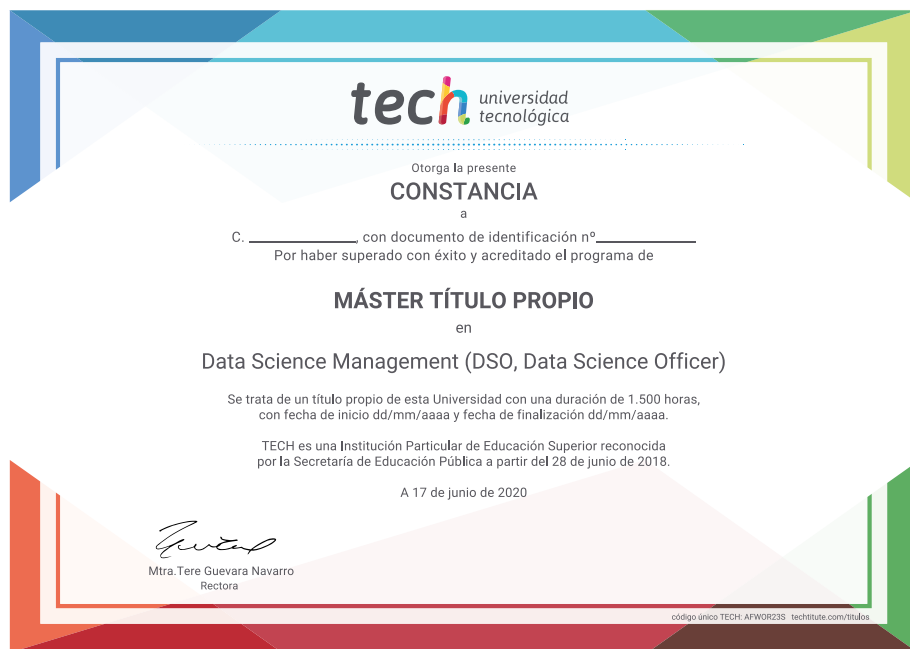 tech universidad
tecnológica
Otorga la presente
CONSTANCIA
a
C. ____________, con documento de identificación nº____________
Por haber superado con éxito y acreditado el programa de
MÁSTER TÍTULO PROPIO
en
Data Science Management (DSO, Data Science Officer)
Se trata de un título propio de esta Universidad con una duración de 1.500 horas,
con fecha de inicio dd/mm/aaaa y fecha de finalización dd/mm/aaaa.
TECH es una Institución Particular de Educación Superior reconocida
por la Secretaría de Educación Pública a partir del 28 de junio de 2018.
A 17 de junio de 2020
Mtra.Tere Guevara Navarro
Rectora
código único TECH: AFWOR23S techtitute.com/titulos